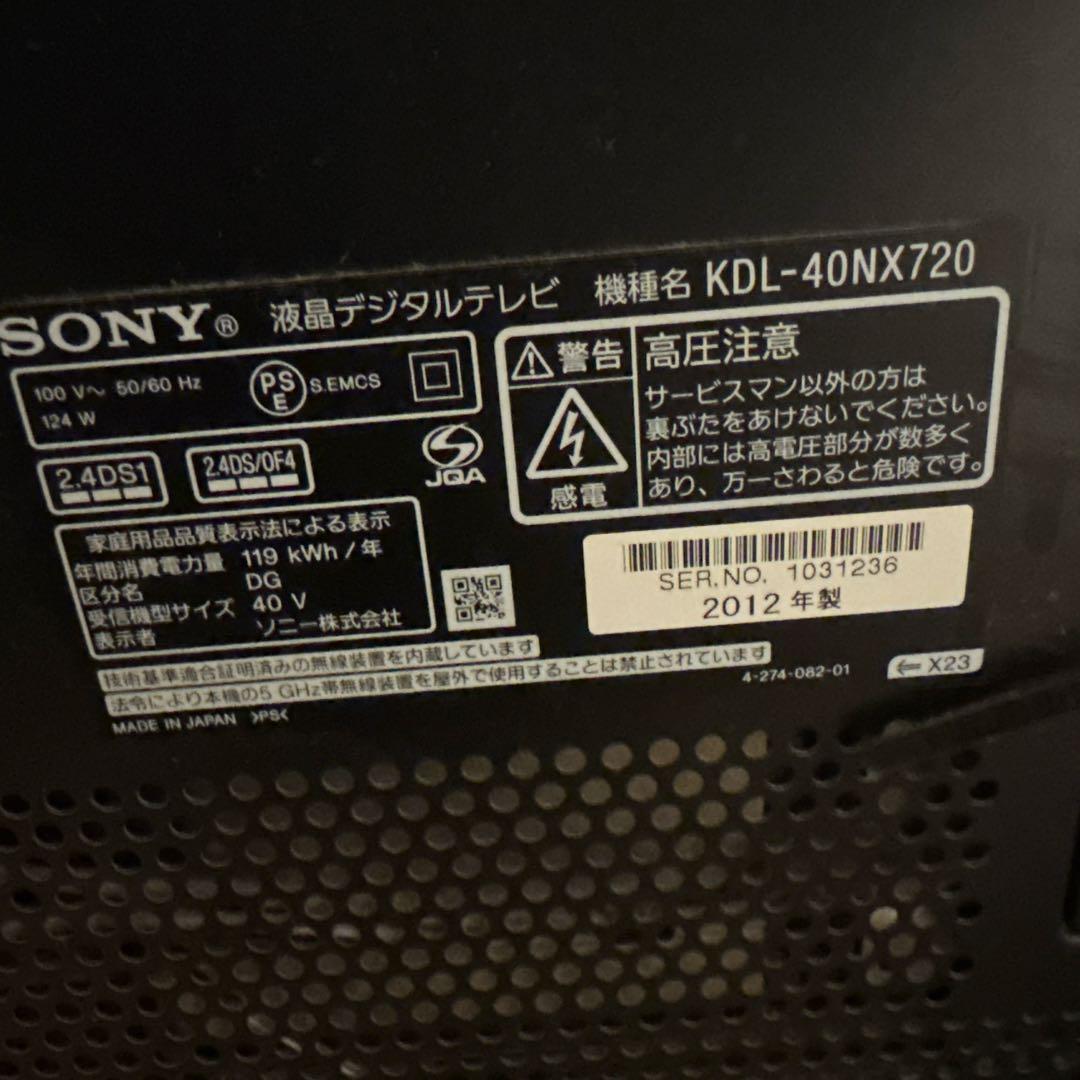 SONY® 液晶デジタルテレビ 機種名 KDL-40NX720
100 V～ 50/60 Hz
124 W
PS
E
S.EMCS
2.4DS1
2.4DS/OF4
JQA
警告
感電
高圧注意
サービスマン以外の方は
裏ぶたをあけないでください。
内部には高電圧部分が数多く
あり、万一さわると危険です。
家庭用品品質表示法による表示
年間消費電力量 119 kWh / 年
区分名 DG
受信機型サイズ 40 V
表示者 ソニー株式会社
SER.NO. 1031236
2012 年製
技術基準適合証明済みの無線装置を内蔵しています
法令により本機の5 GHz帯無線装置を屋外で使用することは禁止されています
4-274-082-01
← X23
MADE IN JAPAN >PS<